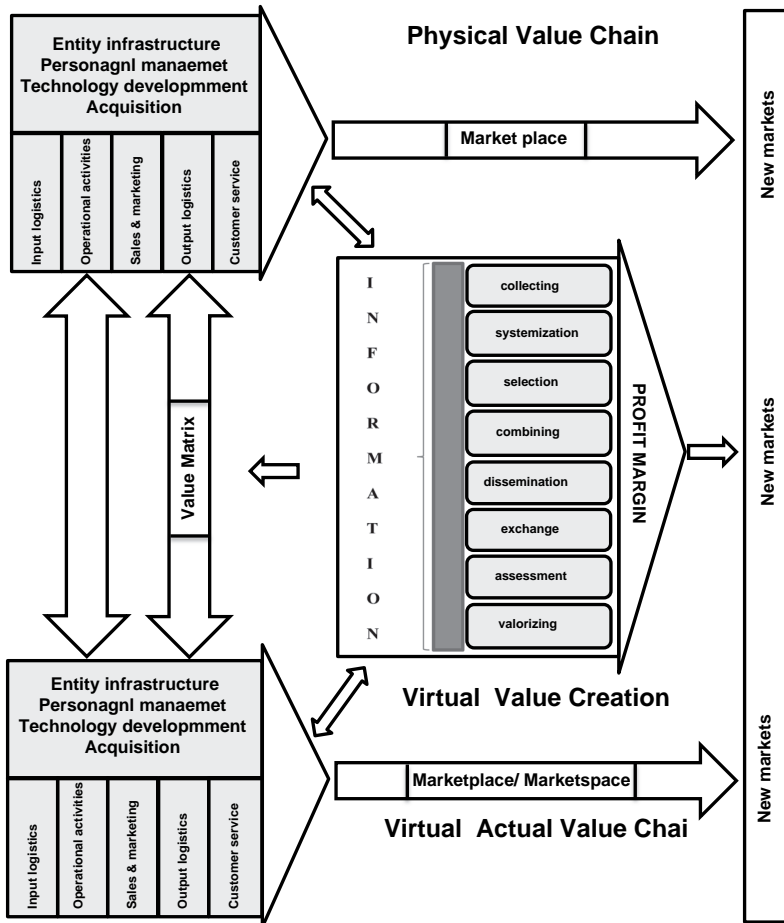 Physical Value Chain
Entity infrastructure
Personagnl manaemet
Technology developmment
Acquisition
Input logistics
Operational activities
Sales & marketing
Output logistics
Customer service
Market place
New markets
INFORMATION
collecting
systemization
selection
combining
dissemination
exchange
assessment
valorizing
PROFIT MARGIN
New markets
Value Matrix
Virtual Value Creation
Entity infrastructure
Personagnl manaemet
Technology developmment
Acquisition
Input logistics
Operational activities
Sales & marketing
Output logistics
Customer service
Marketplace/ Marketspace
New markets
Virtual Actual Value Chai